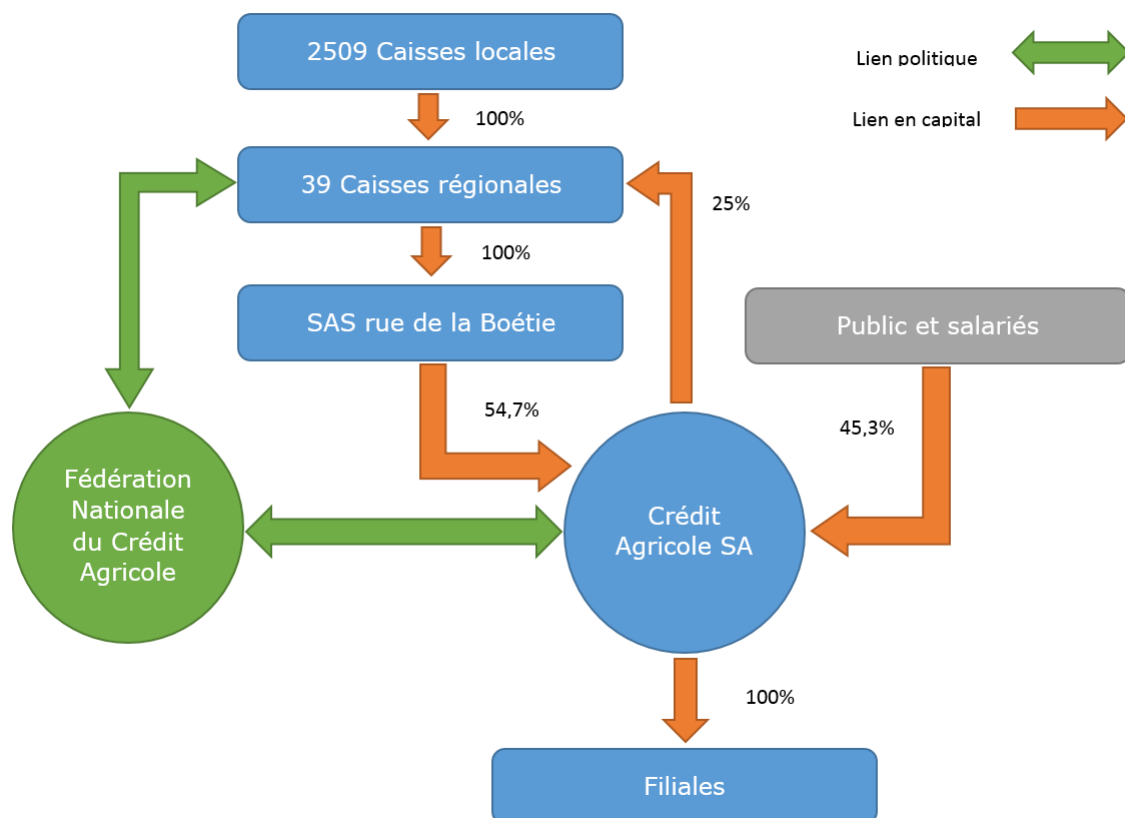 2509 Caisses locales
Lien politique
100%
Lien en capital
39 Caisses régionales
25%
100%
SAS rue de la Boétie
Public et salariés
54,7%
45,3%
Fédération
Nationale
du Crédit
Agricole
Crédit
Agricole SA
100%
Filiales